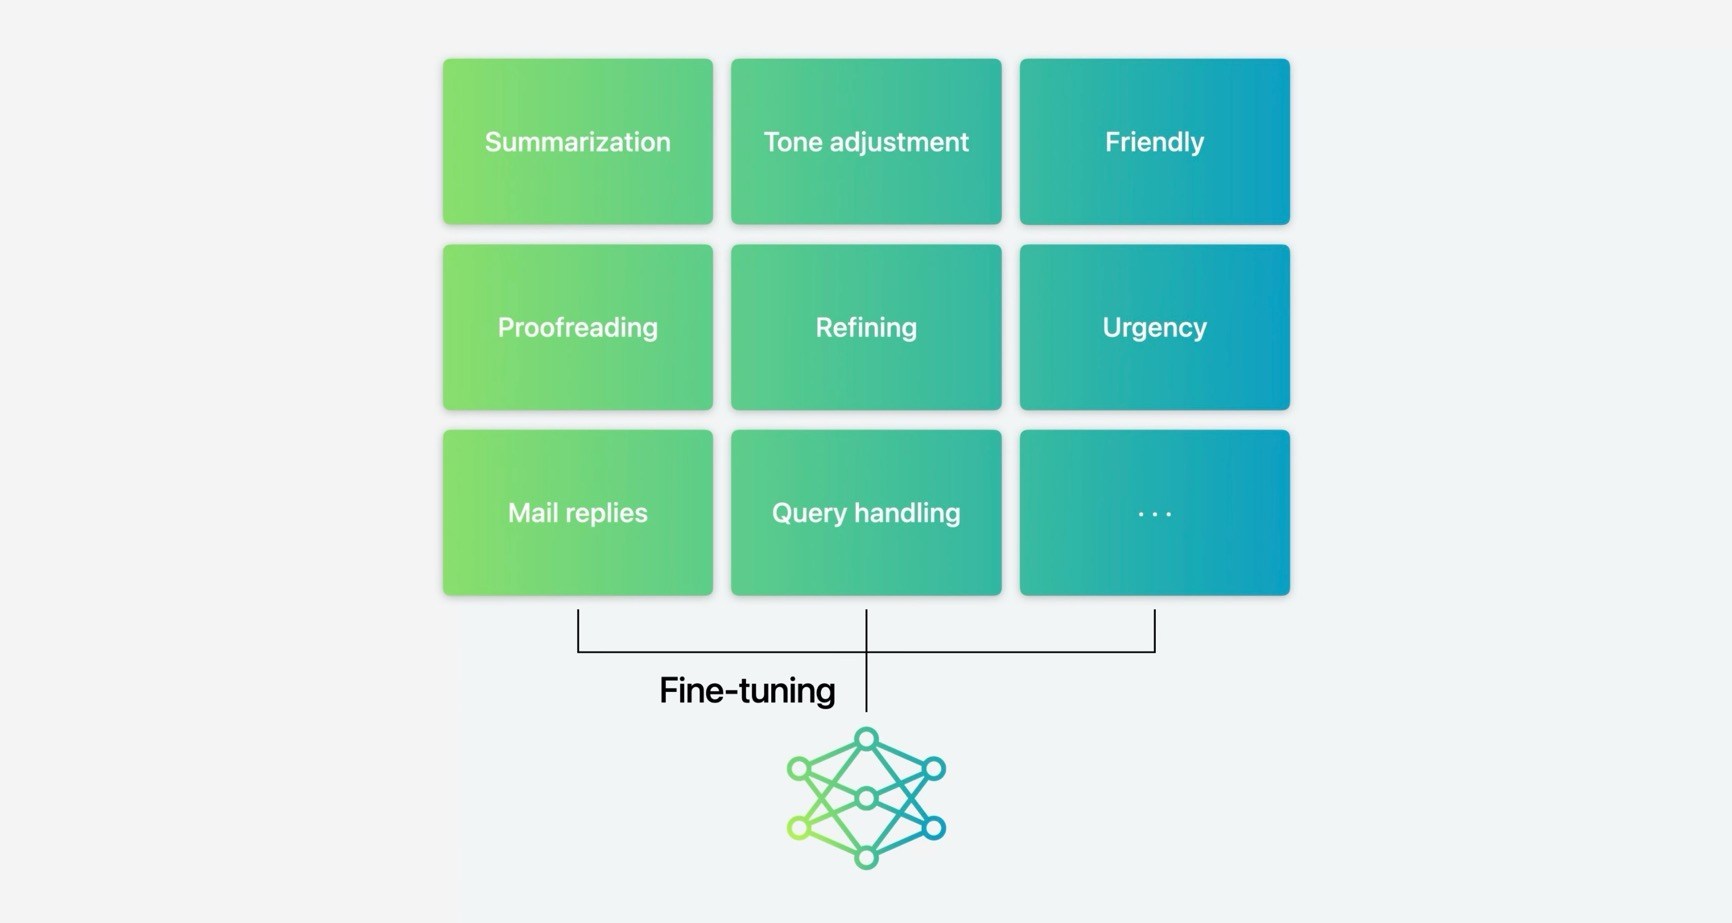 Summarization
Tone adjustment
Friendly
Proofreading
Refining
Urgency
Mail replies
Query handling
...
Fine-tuning